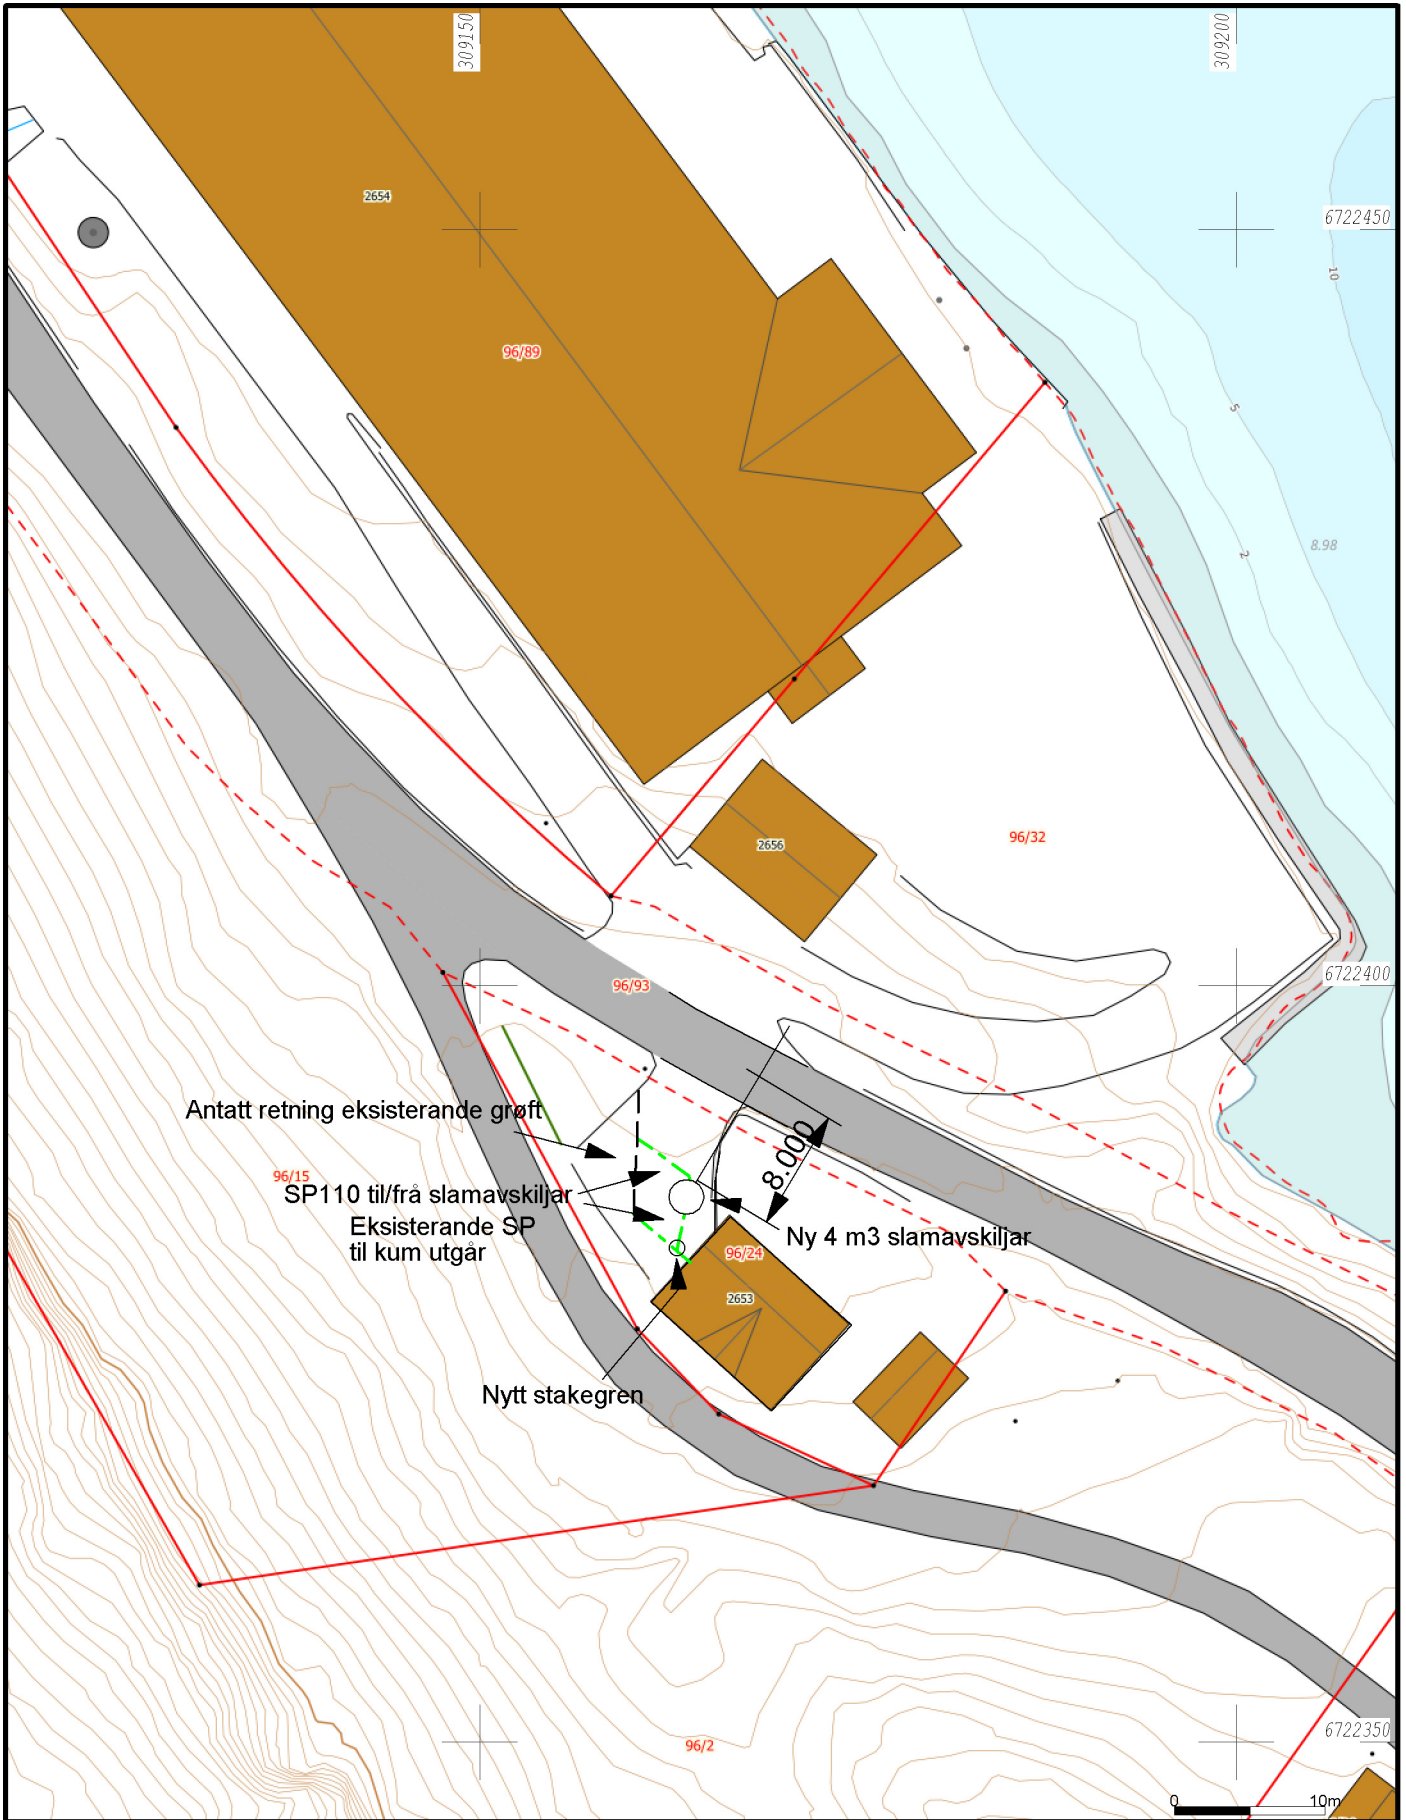 309150
309200
2654
6722450
10
96/89
5
8.98
2
96/32
2656
6722400
96/93
Antatt retning eksisterande grøft
8.000
96/15
SP110 til/frå slamavskiljar
Eksisterande SP
til kum utgår
Ny 4 m3 slamavskiljar
96/24
2653
Nytt stakegren
6722350
96/2
0 10m